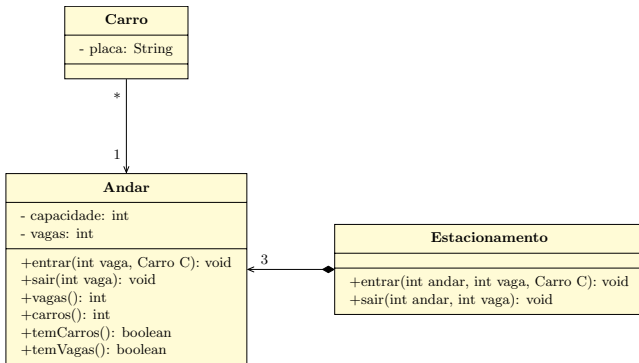 Carro
- placa: String
*
1
Andar
- capacidade: int
- vagas: int
+entrar(int vaga, Carro C): void
+sair(int vaga): void
+vagas(): int
+carros(): int
+temCarros(): boolean
+temVagas(): boolean
3
Estacionamento
+entrar(int andar, int vaga, Carro C): void
+sair(int andar, int vaga): void